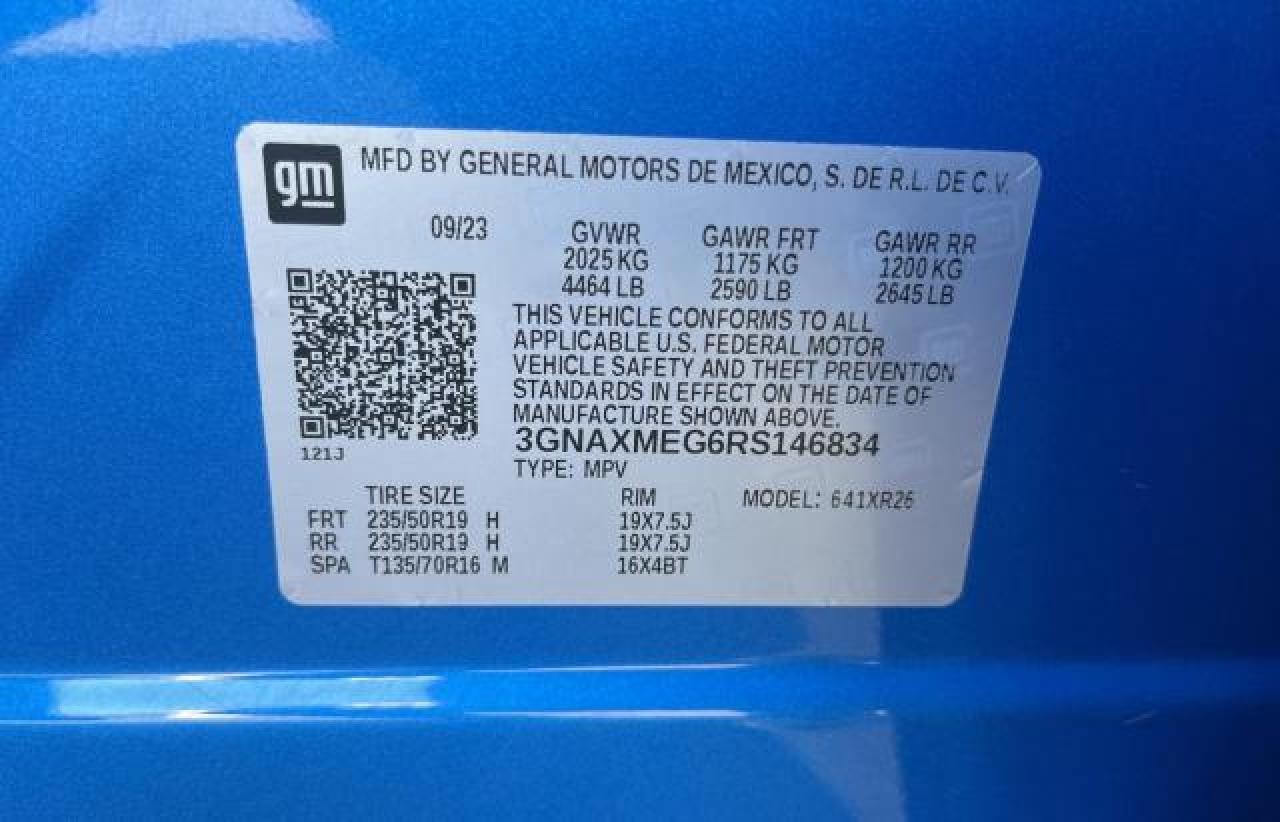 gm MFD BY GENERAL MOTORS DE MEXICO, S. DE R.L. DE C.V.
09/23 GVWR GAWR FRT GAWR RR
2025 KG 1175 KG 1200 KG
4464 LB 2590 LB 2645 LB
THIS VEHICLE CONFORMS TO ALL
APPLICABLE U.S. FEDERAL MOTOR
VEHICLE SAFETY AND THEFT PREVENTION
STANDARDS IN EFFECT ON THE DATE OF
MANUFACTURE SHOWN ABOVE.
3GNAXMEG6RS146834
121J
TYPE: MPV
TIRE SIZE RIM MODEL: 641XR26
FRT 235/50R19 H 19X7.5J
RR 235/50R19 H 19X7.5J
SPA T135/70R16 M 16X4BT